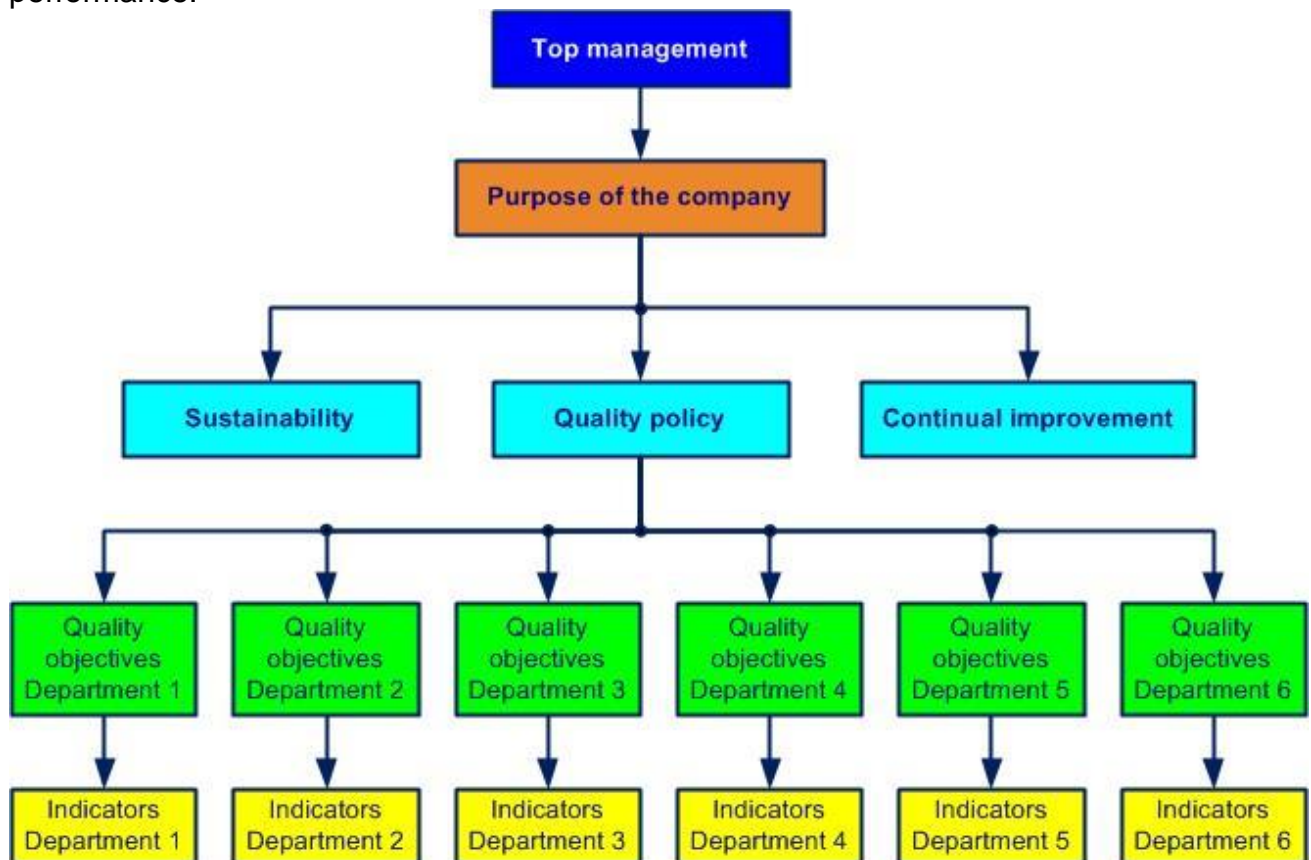 performance.
Top management
Purpose of the company
Sustainability
Quality policy
Continual improvement
Quality
objectives
Department 1
Quality
objectives
Department 2
Quality
objectives
Department 3
Quality
objectives
Department 4
Quality
objectives
Department 5
Quality
objectives
Department 6
Indicators
Department 1
Indicators
Department 2
Indicators
Department 3
Indicators
Department 4
Indicators
Department 5
Indicators
Department 6